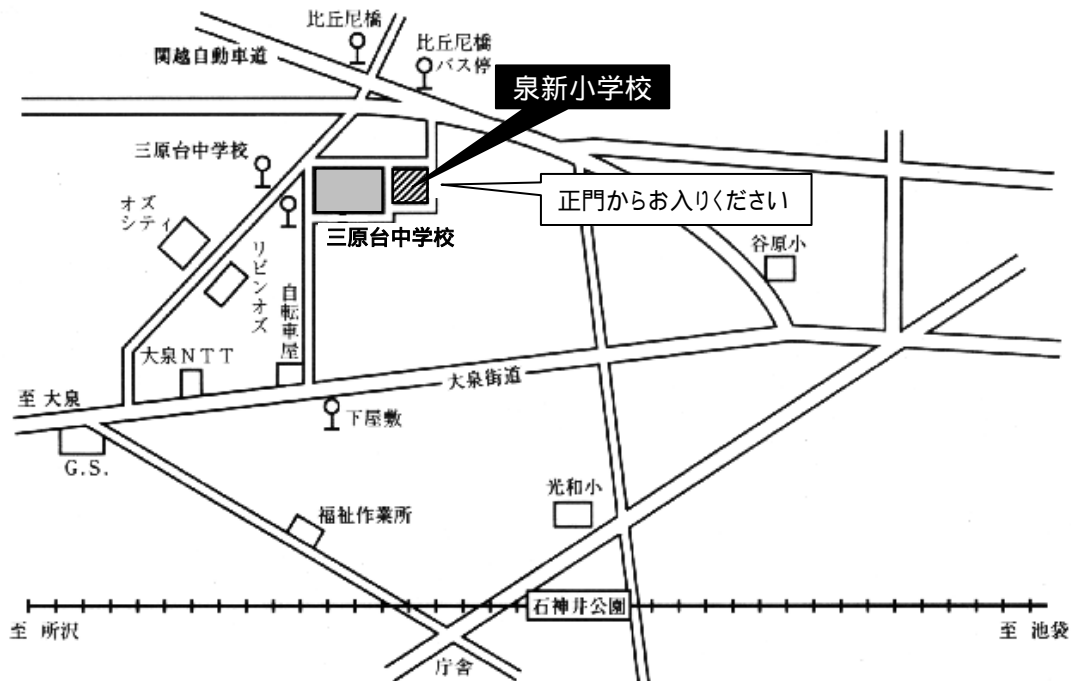 比丘尼橋
関越自動車道
比丘尼橋
バス停
泉新小学校
三原台中学校
正門からお入りください
オズ
シティ
三原台中学校
谷原小
リビンオズ
自転車屋
大泉NTT
大泉街道
至 大泉
下屋敷
G.S.
光和小
福祉作業所
石神井公園
至 所沢
至 池袋
庁舎